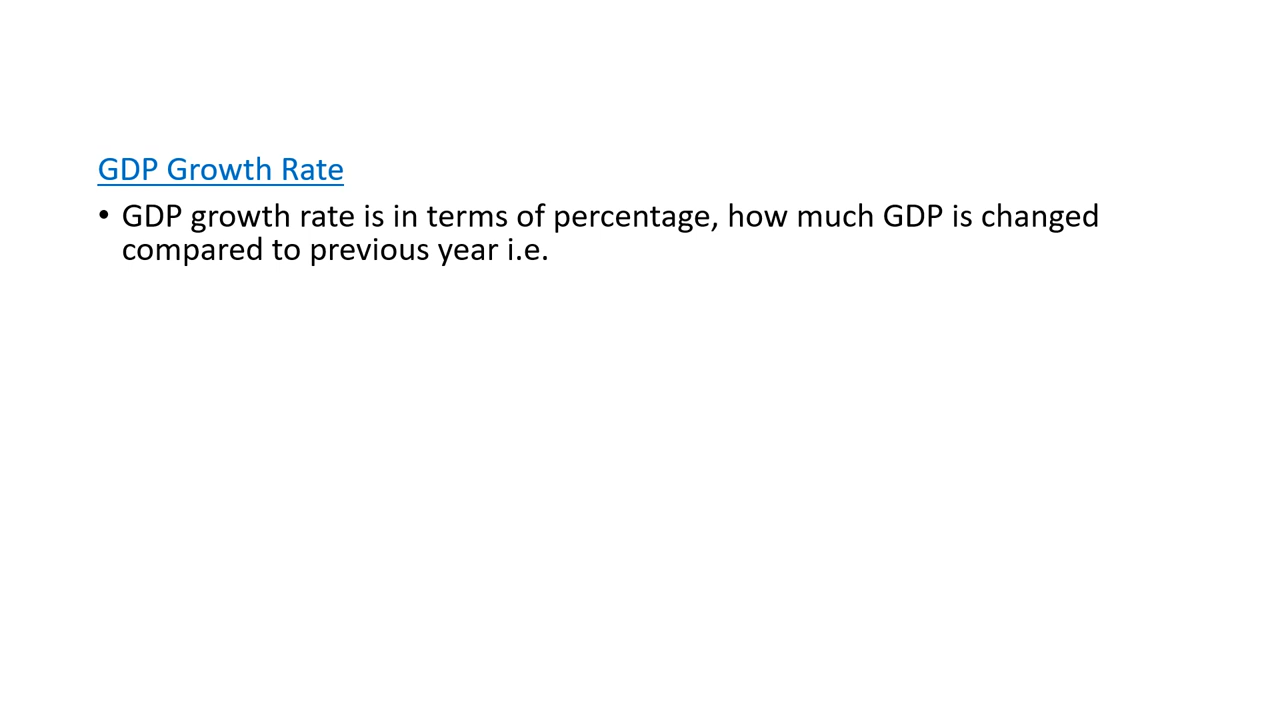 GDP Growth Rate
• GDP growth rate is in terms of percentage, how much GDP is changed
compared to previous year i.e.